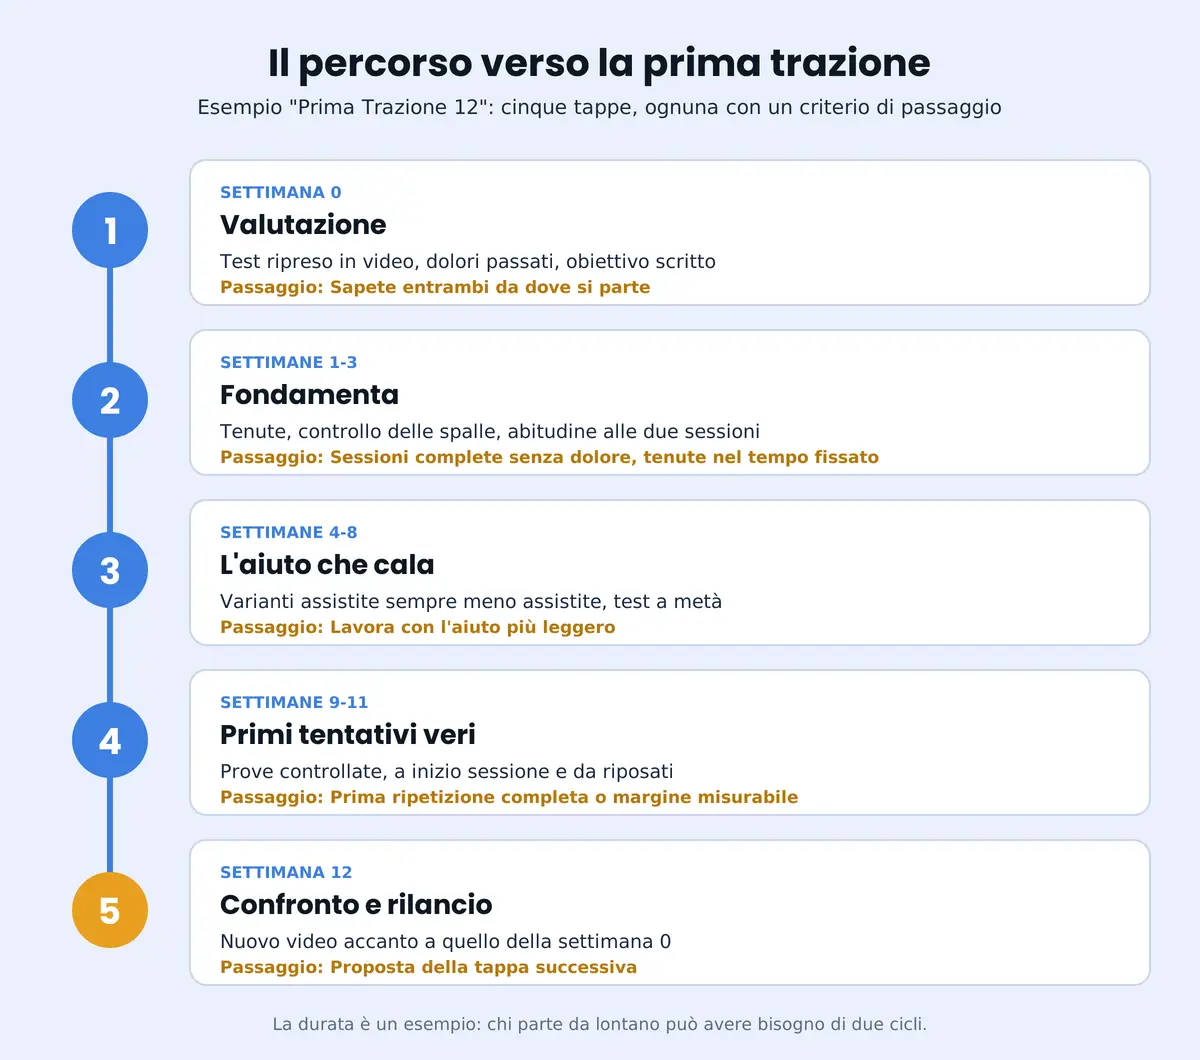 Il percorso verso la prima trazione
Esempio "Prima Trazione 12": cinque tappe, ognuna con un criterio di passaggio
1
SETTIMANA 0
Valutazione
Test ripreso in video, dolori passati, obiettivo scritto
Passaggio: Sapete entrambi da dove si parte
2
SETTIMANE 1-3
Fondamenta
Tenute, controllo delle spalle, abitudine alle due sessioni
Passaggio: Sessioni complete senza dolore, tenute nel tempo fissato
3
SETTIMANE 4-8
L'aiuto che cala
Varianti assistite sempre meno assistite, test a metà
Passaggio: Lavora con l'aiuto più leggero
4
SETTIMANE 9-11
Primi tentativi veri
Prove controllate, a inizio sessione e da riposati
Passaggio: Prima ripetizione completa o margine misurabile
5
SETTIMANA 12
Confronto e rilancio
Nuovo video accanto a quello della settimana 0
Passaggio: Proposta della tappa successiva
La durata è un esempio: chi parte da lontano può avere bisogno di due cicli.